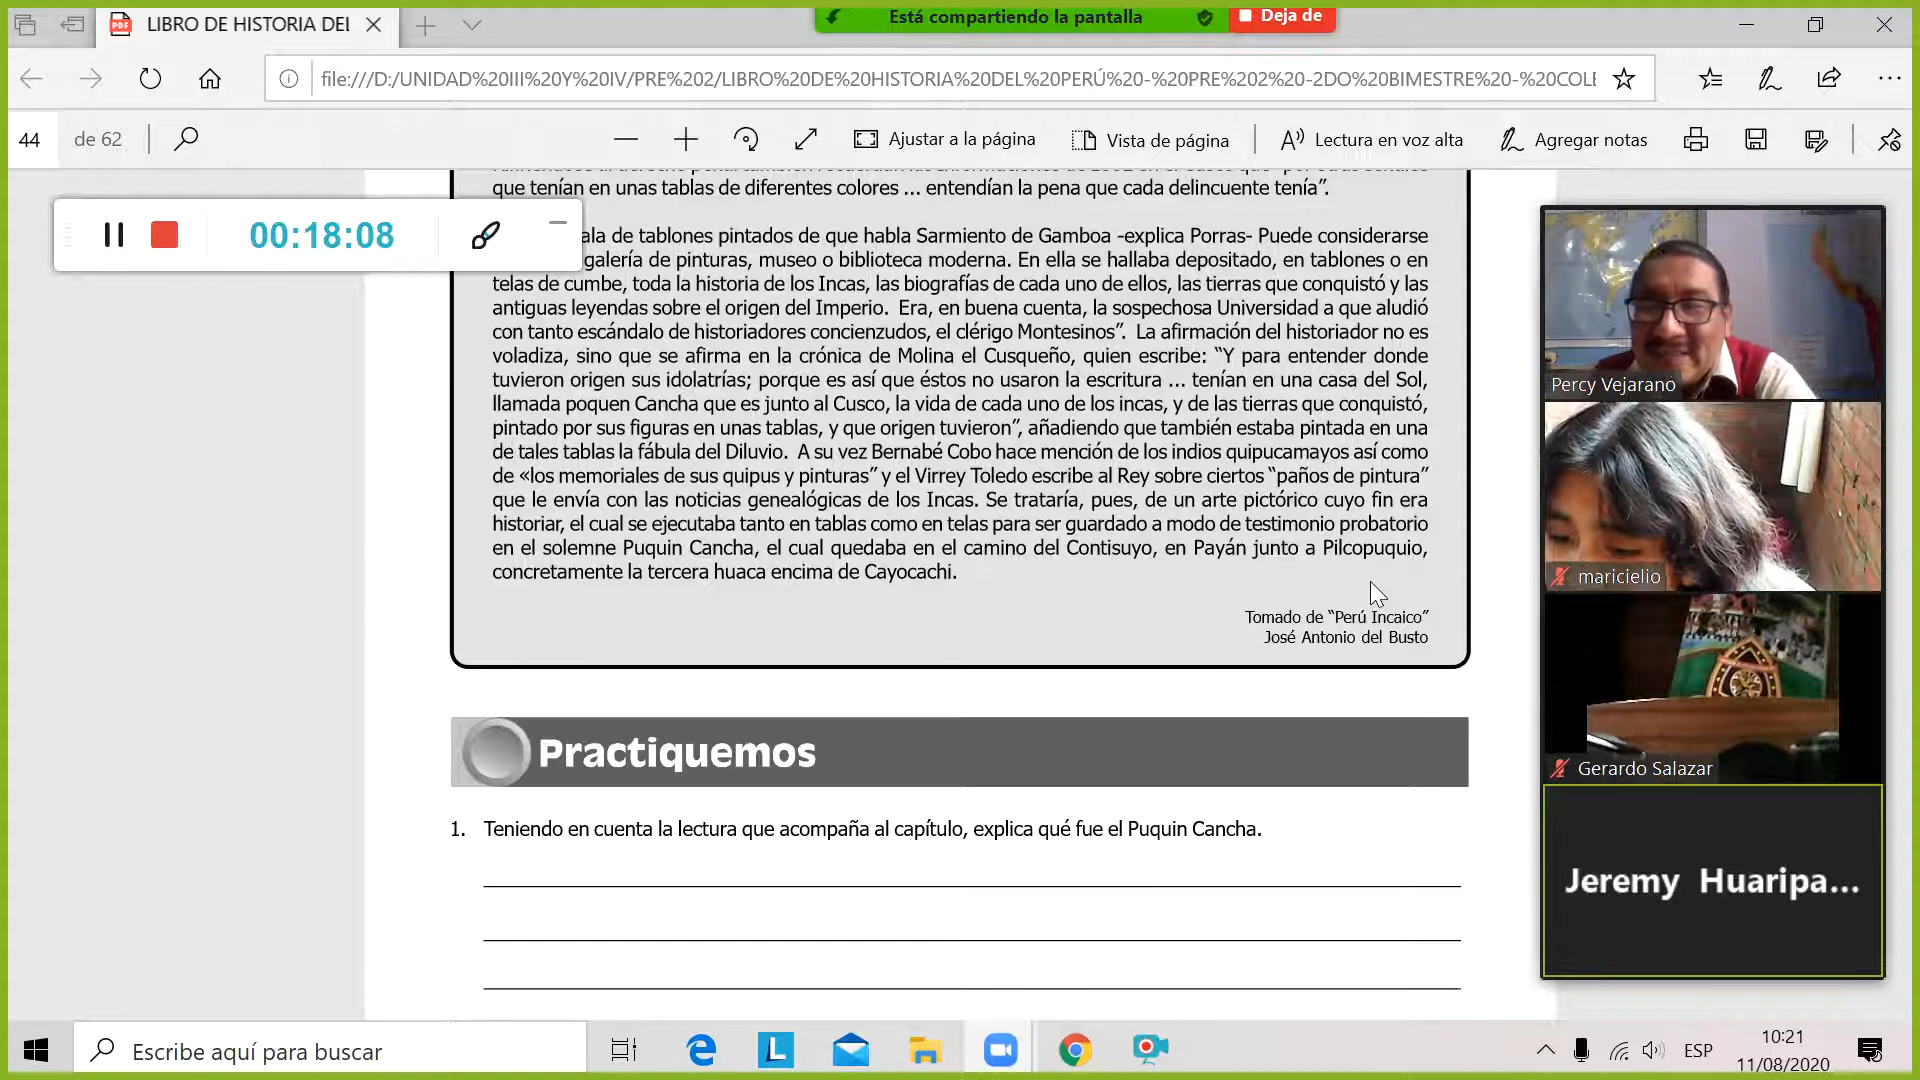 LIBRO DE HISTORIA DEL
Está compartiendo la pantalla
Deja de
file:///D:/UNIDAD%20III%20Y%20IV/PRE%202/LIBRO%20DE%20HISTORIA%20DEL%20PERÚ%20-%20PRE%202%20-2DO%20BIMESTRE%20-%20COLE
44 de 62
Ajustar a la página
Vista de página
Lectura en voz alta
Agregar notas
que tenían en unas tablas de diferentes colores ... entendían la pena que cada delincuente tenía”.
00:18:08
ala de tablones pintados de que habla Sarmiento de Gamboa -explica Porras- Puede considerarse
galería de pinturas, museo o biblioteca moderna. En ella se hallaba depositado, en tablones o en
telas de cumbe, toda la historia de los Incas, las biografías de cada uno de ellos, las tierras que conquistó y las
antiguas leyendas sobre el origen del Imperio. Era, en buena cuenta, la sospechosa Universidad a que aludió
con tanto escándalo de historiadores concienzudos, el clérigo Montesinos”. La afirmación del historiador no es
voladiza, sino que se afirma en la crónica de Molina el Cusqueño, quien escribe: “Y para entender donde
tuvieron origen sus idolatrías; porque es así que éstos no usaron la escritura ... tenían en una casa del Sol,
llamada poquen Cancha que es junto al Cusco, la vida de cada uno de los incas, y de las tierras que conquistó,
pintado por sus figuras en unas tablas, y que origen tuvieron”, añadiendo que también estaba pintada en una
de tales tablas la fábula del Diluvio. A su vez Bernabé Cobo hace mención de los indios quipucamayos así como
de «los memoriales de sus quipus y pinturas” y el Virrey Toledo escribe al Rey sobre ciertos “paños de pintura”
que le envía con las noticias genealógicas de los Incas. Se trataría, pues, de un arte pictórico cuyo fin era
historiar, el cual se ejecutaba tanto en tablas como en telas para ser guardado a modo de testimonio probatorio
en el solemne Puquin Cancha, el cual quedaba en el camino del Contisuyo, en Payán junto a Pilcopuquio,
concretamente la tercera huaca encima de Cayocachi.
Tomado de “Perú Incaico”
José Antonio del Busto
Practiquemos
1. Teniendo en cuenta la lectura que acompaña al capítulo, explica qué fue el Puquin Cancha.
Percy Vejarano
maricielio
Gerardo Salazar
Jeremy Huaripa...
Escribe aquí para buscar
ESP
10:21
11/08/2020